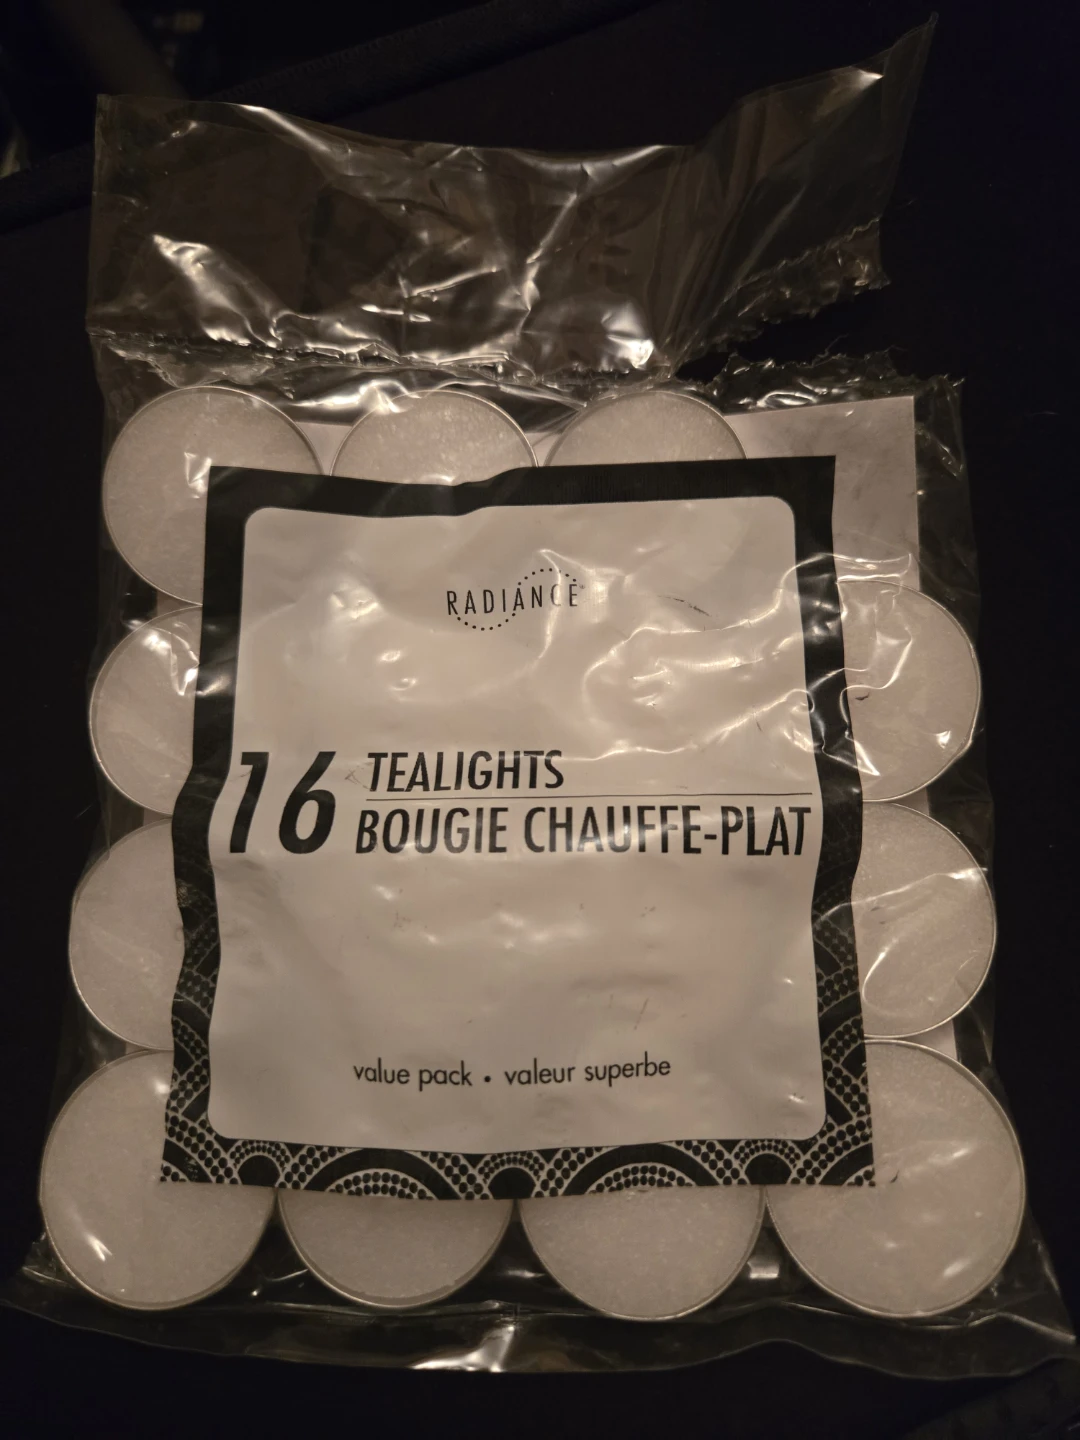 RADIANCE
16 TEALIGHTS
BOUGIE CHAUFFE-PLAT
value pack • valeur superbe